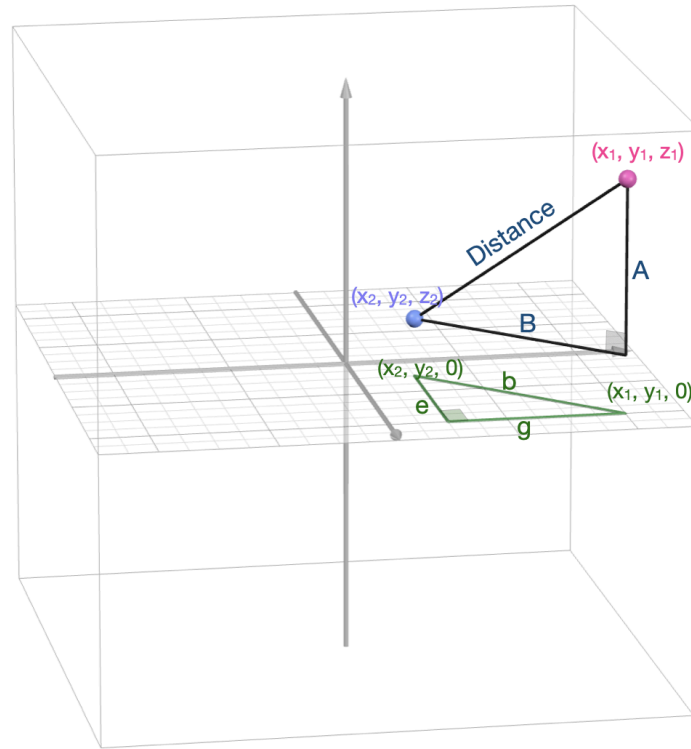 (x₁, y₁, z₁)
Distance
A
(x₂, y₂, z₂)
B
(x₂, y₂, 0)
b
(x₁, y₁, 0)
e
g